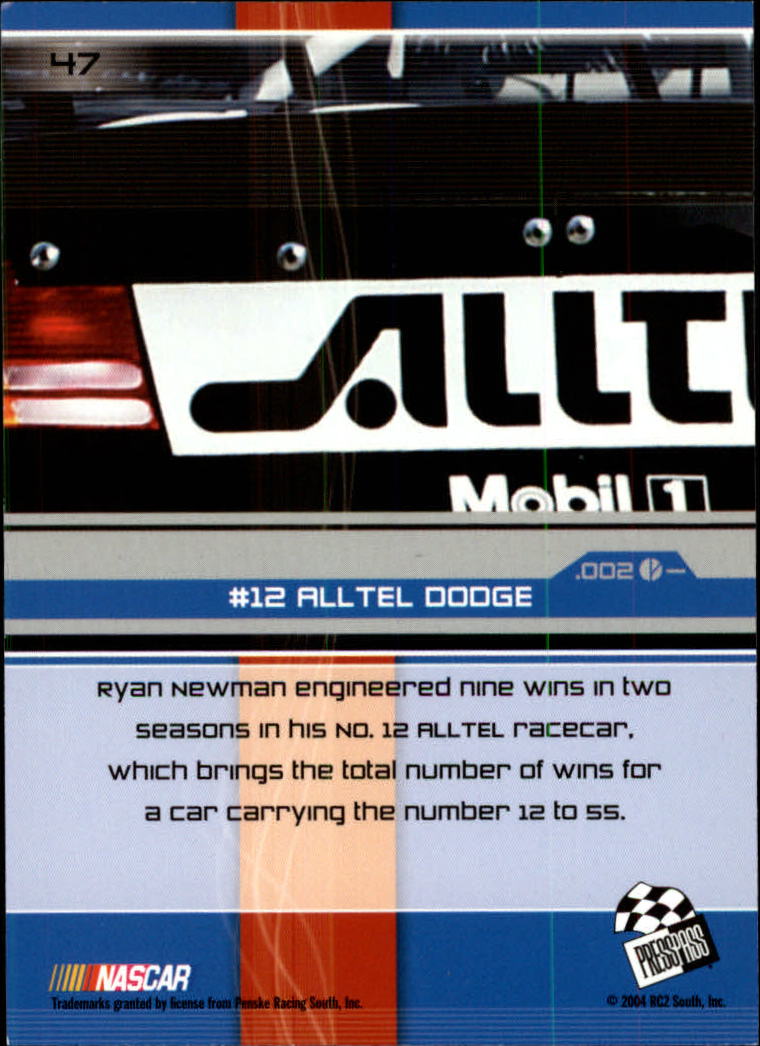 47
ALLT
Mobil 1
.002
#12 ALLTEL DODGE
Ryan Newman engineered nine wins in two
seasons in his No. 12 ALLTEL racecar,
which brings the total number of wins for
a car carrying the number 12 to 55.
PRESS PASS
NASCAR
Trademarks granted by license from Penske Racing South, Inc.
© 2004 RC2 South, Inc.